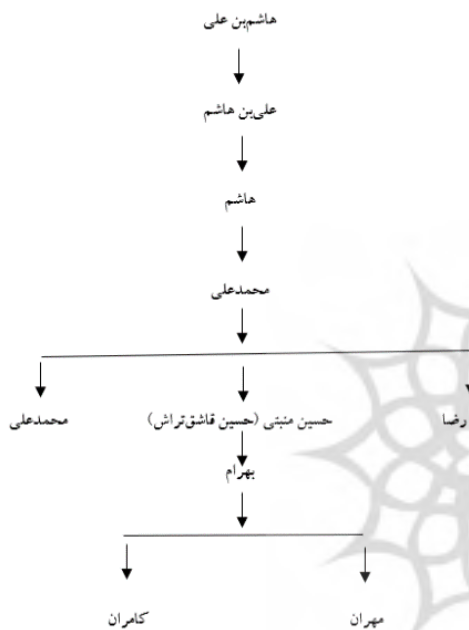 هاشم‌بن علی
علی‌بن هاشم
هاشم
محمدعلی
رضا
حسین منبتی (حسین قاشق‌تراش)
محمدعلی
بهرام
مهران
کامران